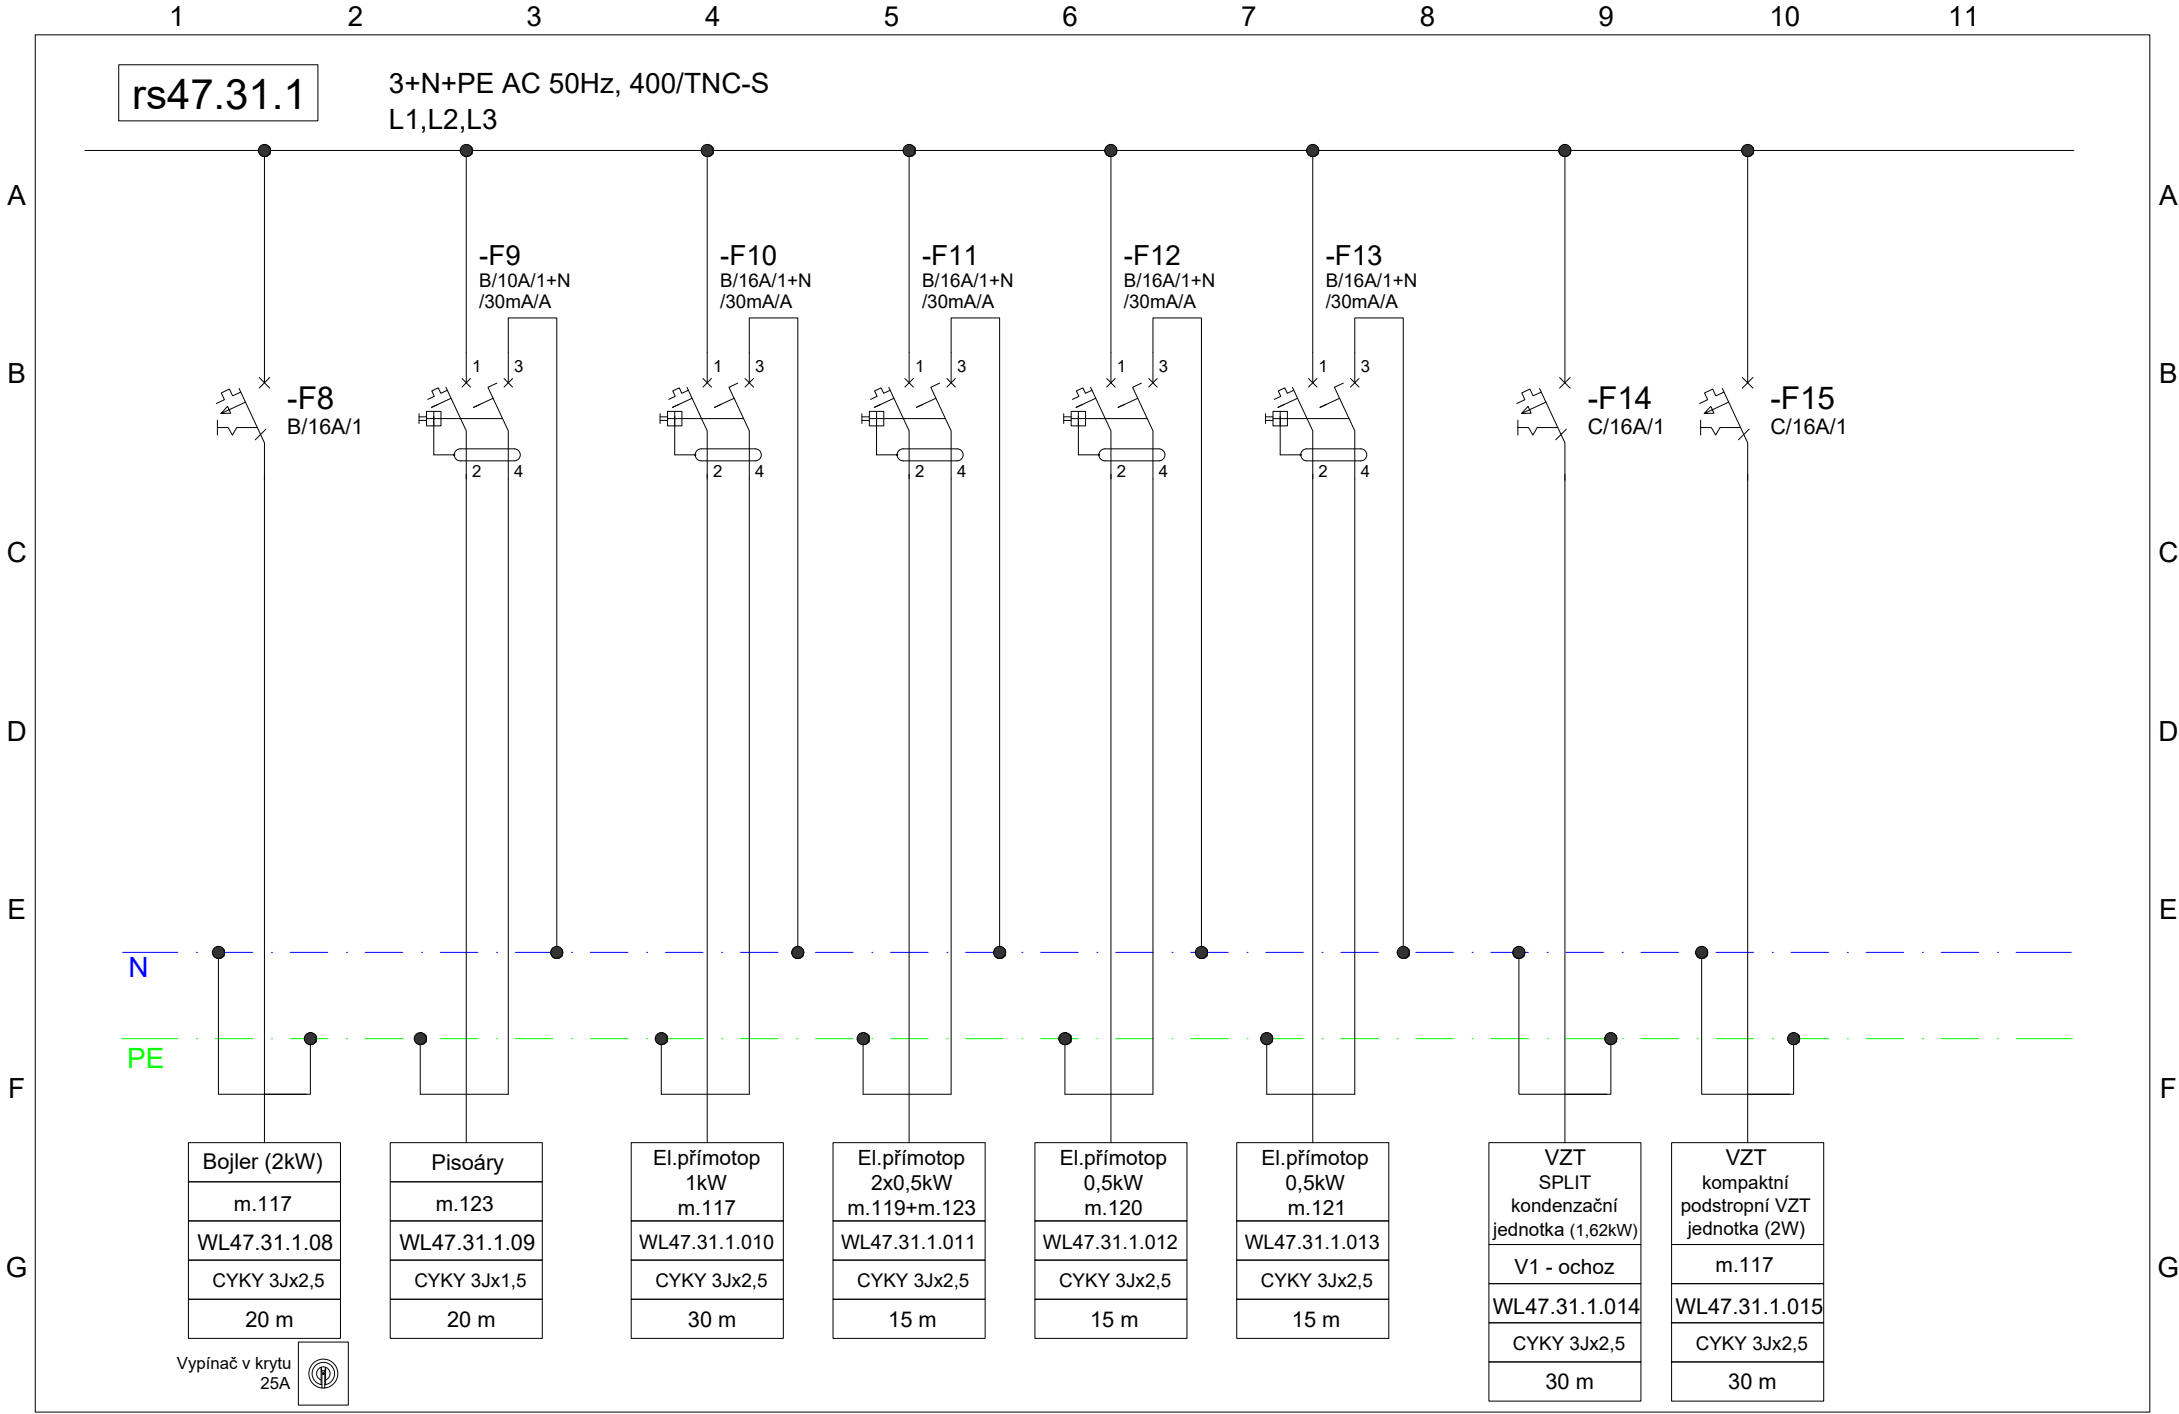 1 2 3 4 5 6 7 8 9 10 11
rs47.31.1
3+N+PE AC 50Hz, 400/TNC-S
L1,L2,L3
A A
B B
C C
D D
E E
F F
G G
-F8
B/16A/1
-F9
B/10A/1+N
/30mA/A
1 3
2 4
-F10
B/16A/1+N
/30mA/A
1 3
2 4
-F11
B/16A/1+N
/30mA/A
1 3
2 4
-F12
B/16A/1+N
/30mA/A
1 3
2 4
-F13
B/16A/1+N
/30mA/A
1 3
2 4
-F14
C/16A/1
-F15
C/16A/1
N
PE
Bojler (2kW)
m.117
WL47.31.1.08
CYKY 3Jx2,5
20 m
Vypínač v krytu
25A
Pisoáry
m.123
WL47.31.1.09
CYKY 3Jx1,5
20 m
El.přímotop
1kW
m.117
WL47.31.1.010
CYKY 3Jx2,5
30 m
El.přímotop
2x0,5kW
m.119+m.123
WL47.31.1.011
CYKY 3Jx2,5
15 m
El.přímotop
0,5kW
m.120
WL47.31.1.012
CYKY 3Jx2,5
15 m
El.přímotop
0,5kW
m.121
WL47.31.1.013
CYKY 3Jx2,5
15 m
VZT
SPLIT
kondenzační
jednotka (1,62kW)
V1 - ochoz
WL47.31.1.014
CYKY 3Jx2,5
30 m
VZT
kompaktní
podstropní VZT
jednotka (2W)
m.117
WL47.31.1.015
CYKY 3Jx2,5
30 m